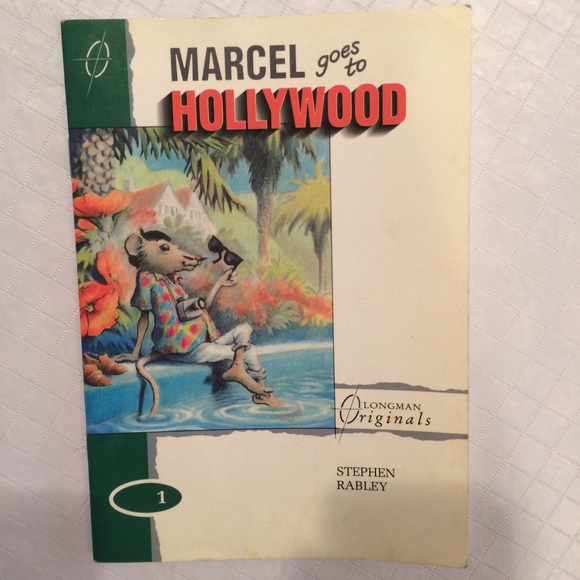 MARCEL goes to
HOLLYWOOD
LONGMAN
Originals
STEPHEN
RABLEY
1